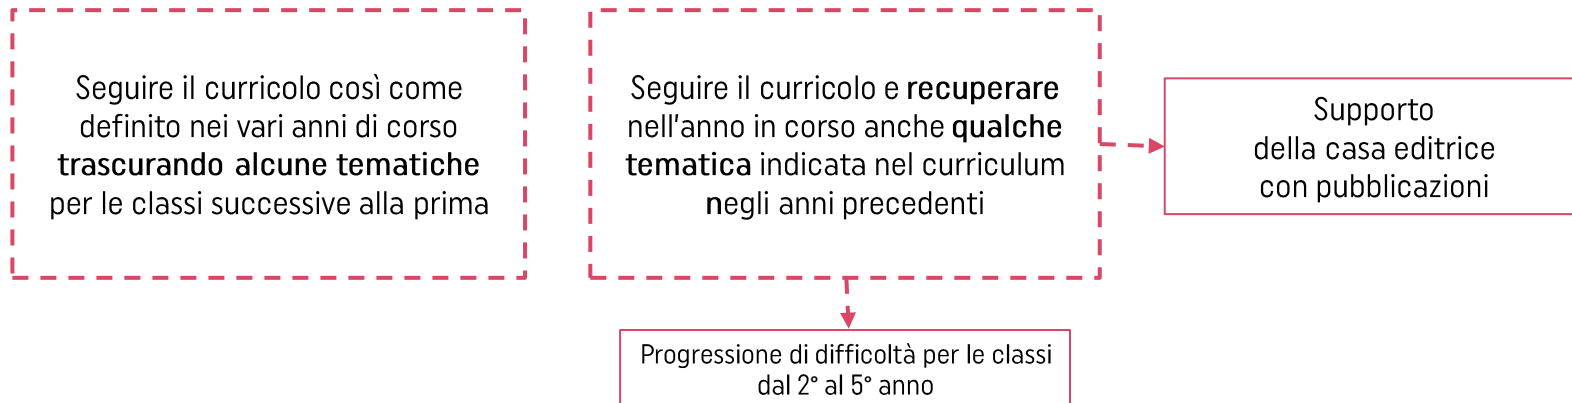 Seguire il curricolo così come
definito nei vari anni di corso
trascurando alcune tematiche
per le classi successive alla prima
Seguire il curricolo e recuperare
nell'anno in corso anche qualche
tematica indicata nel curriculum
negli anni precedenti
Supporto
della casa editrice
con pubblicazioni
Progressione di difficoltà per le classi
dal 2° al 5° anno